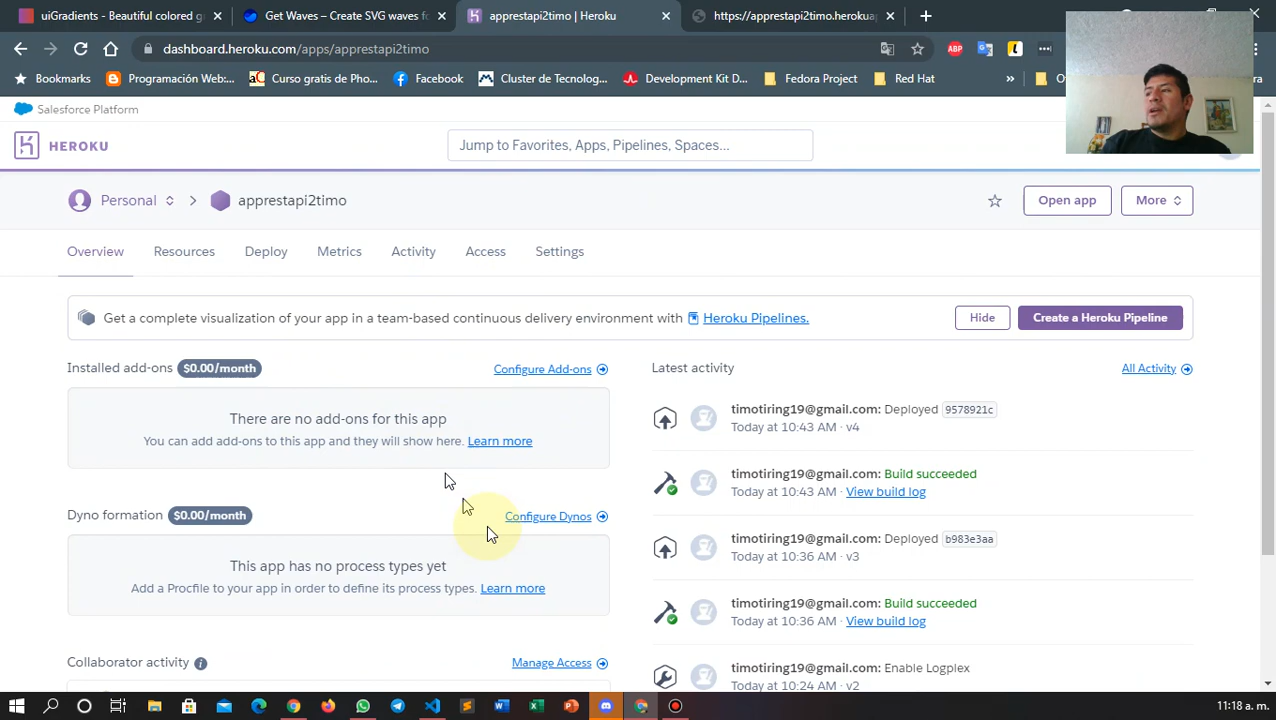 uiGradients - Beautiful colored g
Get Waves – Create SVG waves fo
apprestapi2timo | Heroku
https://apprestapi2timo.herokuap
dashboard.heroku.com/apps/apprestapi2timo
ABP
Bookmarks
Programación Web...
Curso gratis de Pho...
Facebook
Cluster de Tecnolog...
Development Kit D...
Fedora Project
Red Hat
»
Salesforce Platform
HEROKU
Jump to Favorites, Apps, Pipelines, Spaces...
Personal
apprestapi2timo
Open app
More
Overview
Resources
Deploy
Metrics
Activity
Access
Settings
Get a complete visualization of your app in a team-based continuous delivery environment with Heroku Pipelines.
Hide
Create a Heroku Pipeline
Installed add-ons $0.00/month
Configure Add-ons
There are no add-ons for this app
You can add add-ons to this app and they will show here. Learn more
Dyno formation $0.00/month
Configure Dynos
This app has no process types yet
Add a Procfile to your app in order to define its process types. Learn more
Collaborator activity
Manage Access
Latest activity
All Activity
timotiring19@gmail.com: Deployed 9578921c
Today at 10:43 AM · v4
timotiring19@gmail.com: Build succeeded
Today at 10:43 AM · View build log
timotiring19@gmail.com: Deployed b983e3aa
Today at 10:36 AM · v3
timotiring19@gmail.com: Build succeeded
Today at 10:36 AM · View build log
timotiring19@gmail.com: Enable Logplex
Today at 10:24 AM · v2
11:18 a. m.